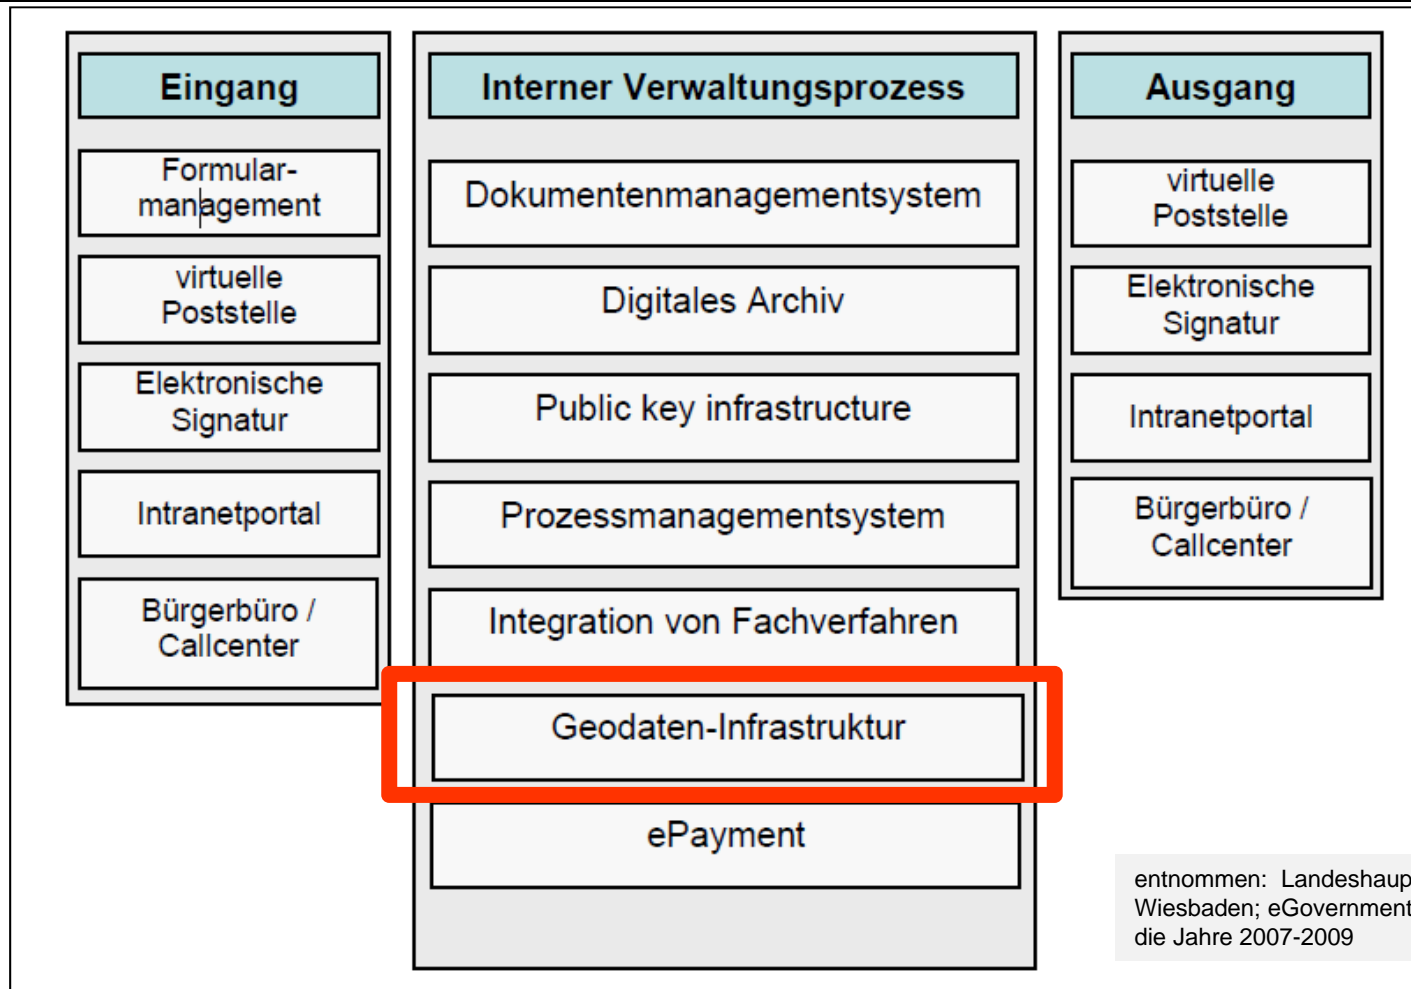 Eingang
Formular-
management
virtuelle
Poststelle
Elektronische
Signatur
Intranetportal
Bürgerbüro /
Callcenter
Interner Verwaltungsprozess
Dokumentenmanagementsystem
Digitales Archiv
Public key infrastructure
Prozessmanagementsystem
Integration von Fachverfahren
Geodaten-Infrastruktur
ePayment
Ausgang
virtuelle
Poststelle
Elektronische
Signatur
Intranetportal
Bürgerbüro /
Callcenter
entnommen: Landeshaup
Wiesbaden; eGovernment
die Jahre 2007-2009